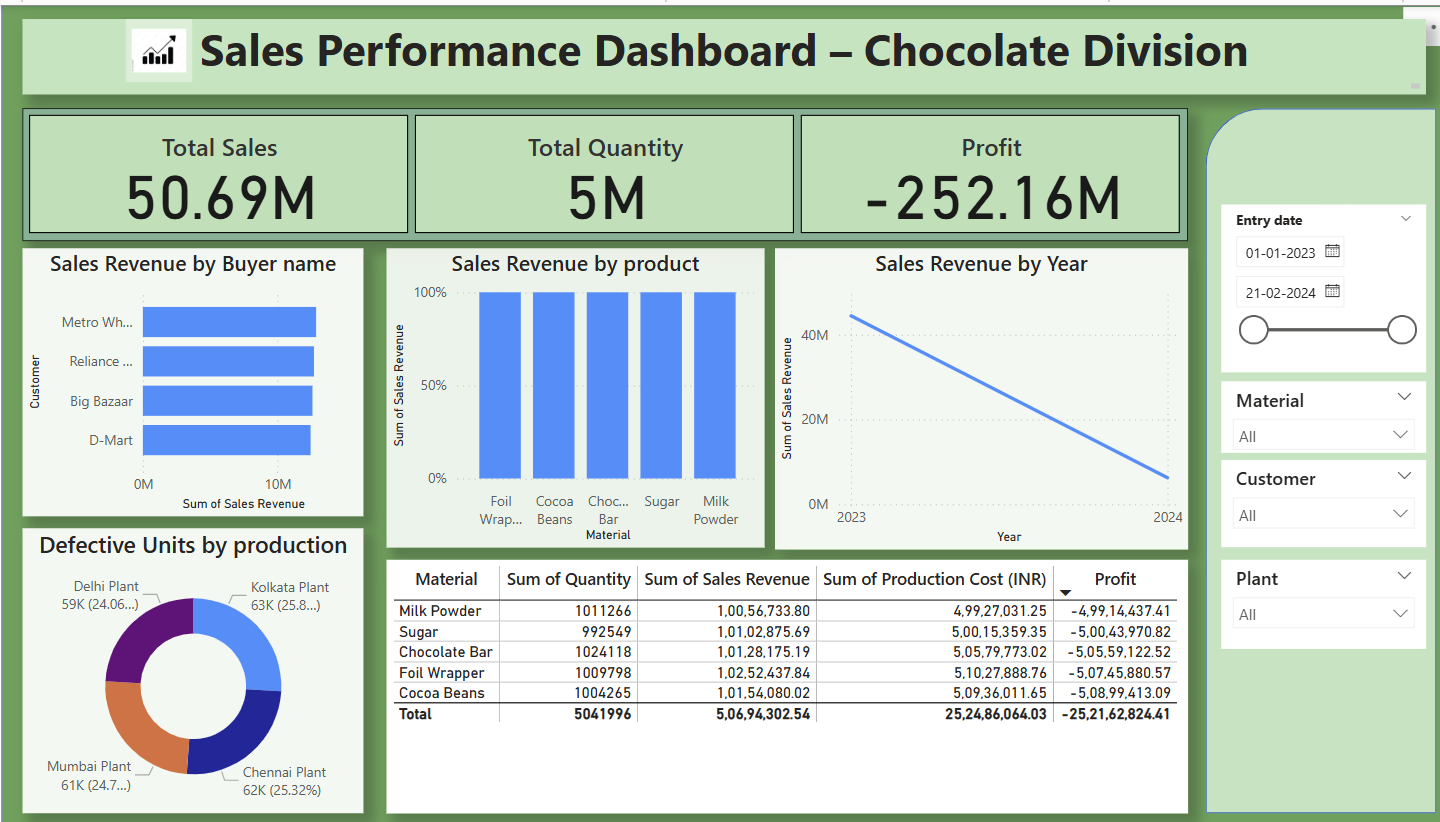 Sales Performance Dashboard – Chocolate Division
Total Sales
50.69M
Total Quantity
5M
Profit
-252.16M
Entry date
01-01-2023
21-02-2024
Material
All
Customer
All
Plant
All
Sales Revenue by Buyer name
Customer
Metro Wh...
Reliance ...
Big Bazaar
D-Mart
0M 10M
Sum of Sales Revenue
Sales Revenue by product
Sum of Sales Revenue
100%
50%
0%
Foil Wrap...
Cocoa Beans
Choc... Bar
Sugar
Milk Powder
Material
Sales Revenue by Year
Sum of Sales Revenue
40M
20M
0M
2023 2024
Year
Defective Units by production
Delhi Plant
59K (24.06...)
Kolkata Plant
63K (25.8...)
Mumbai Plant
61K (24.7...)
Chennai Plant
62K (25.32%)
Material Sum of Quantity Sum of Sales Revenue Sum of Production Cost (INR) Profit
Milk Powder 1011266 1,00,56,733.80 4,99,27,031.25 -4,99,14,437.41
Sugar 992549 1,01,02,875.69 5,00,15,359.35 -5,00,43,970.82
Chocolate Bar 1024118 1,01,28,175.19 5,05,79,773.02 -5,05,59,122.52
Foil Wrapper 1009798 1,02,52,437.84 5,10,27,888.76 -5,07,45,880.57
Cocoa Beans 1004265 1,01,54,080.02 5,09,36,011.65 -5,08,99,413.09
Total 5041996 5,06,94,302.54 25,24,86,064.03 -25,21,62,824.41